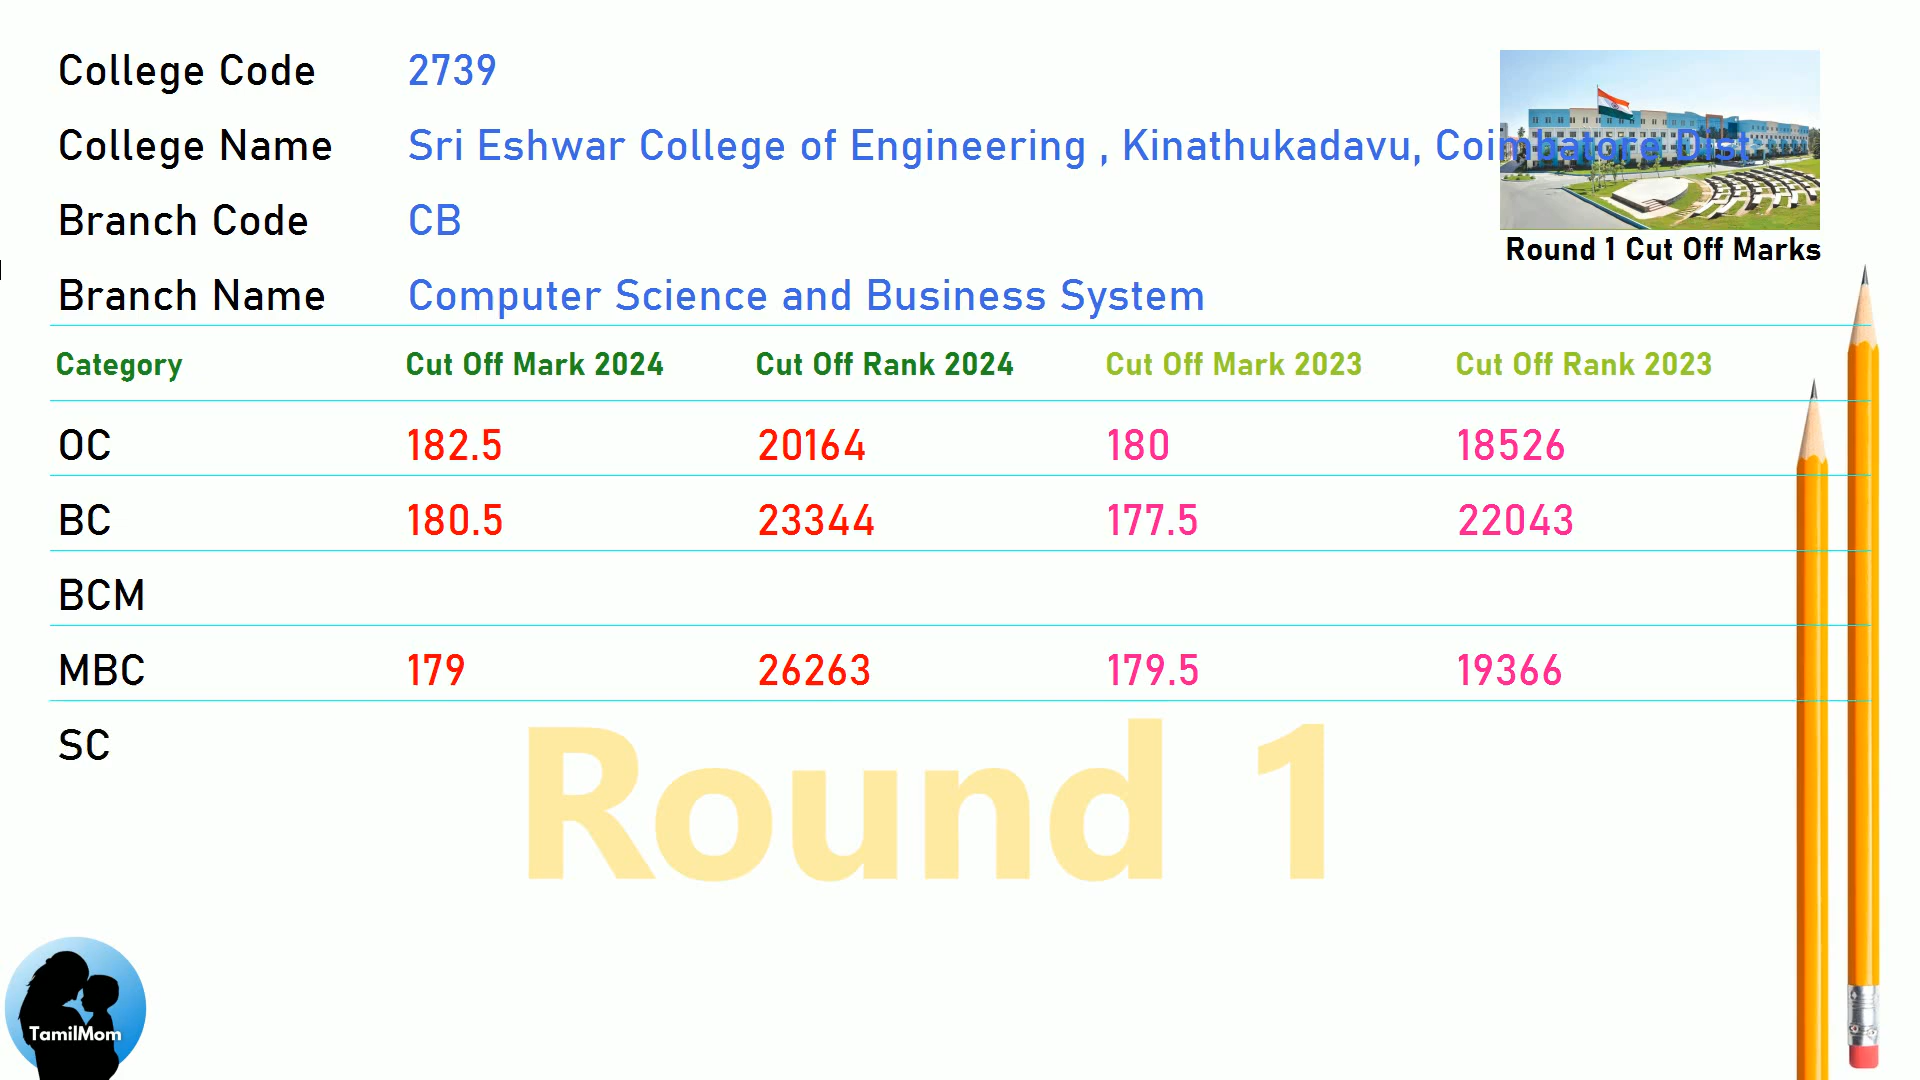 College Code 2739
College Name Sri Eshwar College of Engineering , Kinathukadavu, Coimbatore Dist
Branch Code CB
Round 1 Cut Off Marks
Branch Name Computer Science and Business System
Category Cut Off Mark 2024 Cut Off Rank 2024 Cut Off Mark 2023 Cut Off Rank 2023
OC 182.5 20164 180 18526
BC 180.5 23344 177.5 22043
BCM
MBC 179 26263 179.5 19366
SC
Round 1
TamilMom